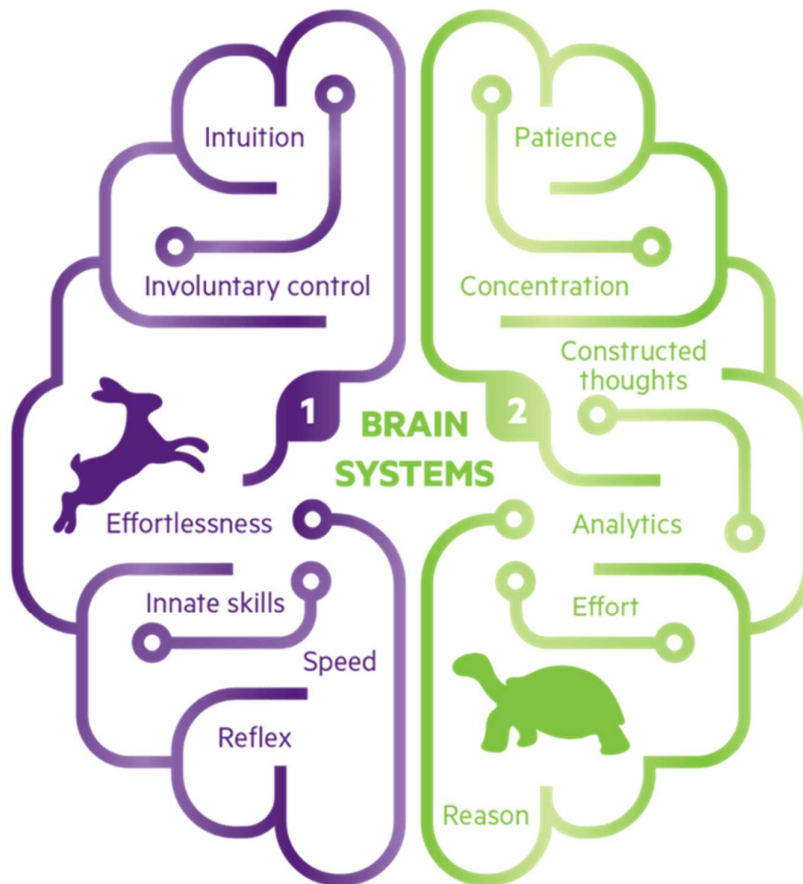 Intuition
Involuntary control
1
Effortlessness
Innate skills
Speed
Reflex
BRAIN
SYSTEMS
Patience
Concentration
Constructed
thoughts
2
Analytics
Effort
Reason